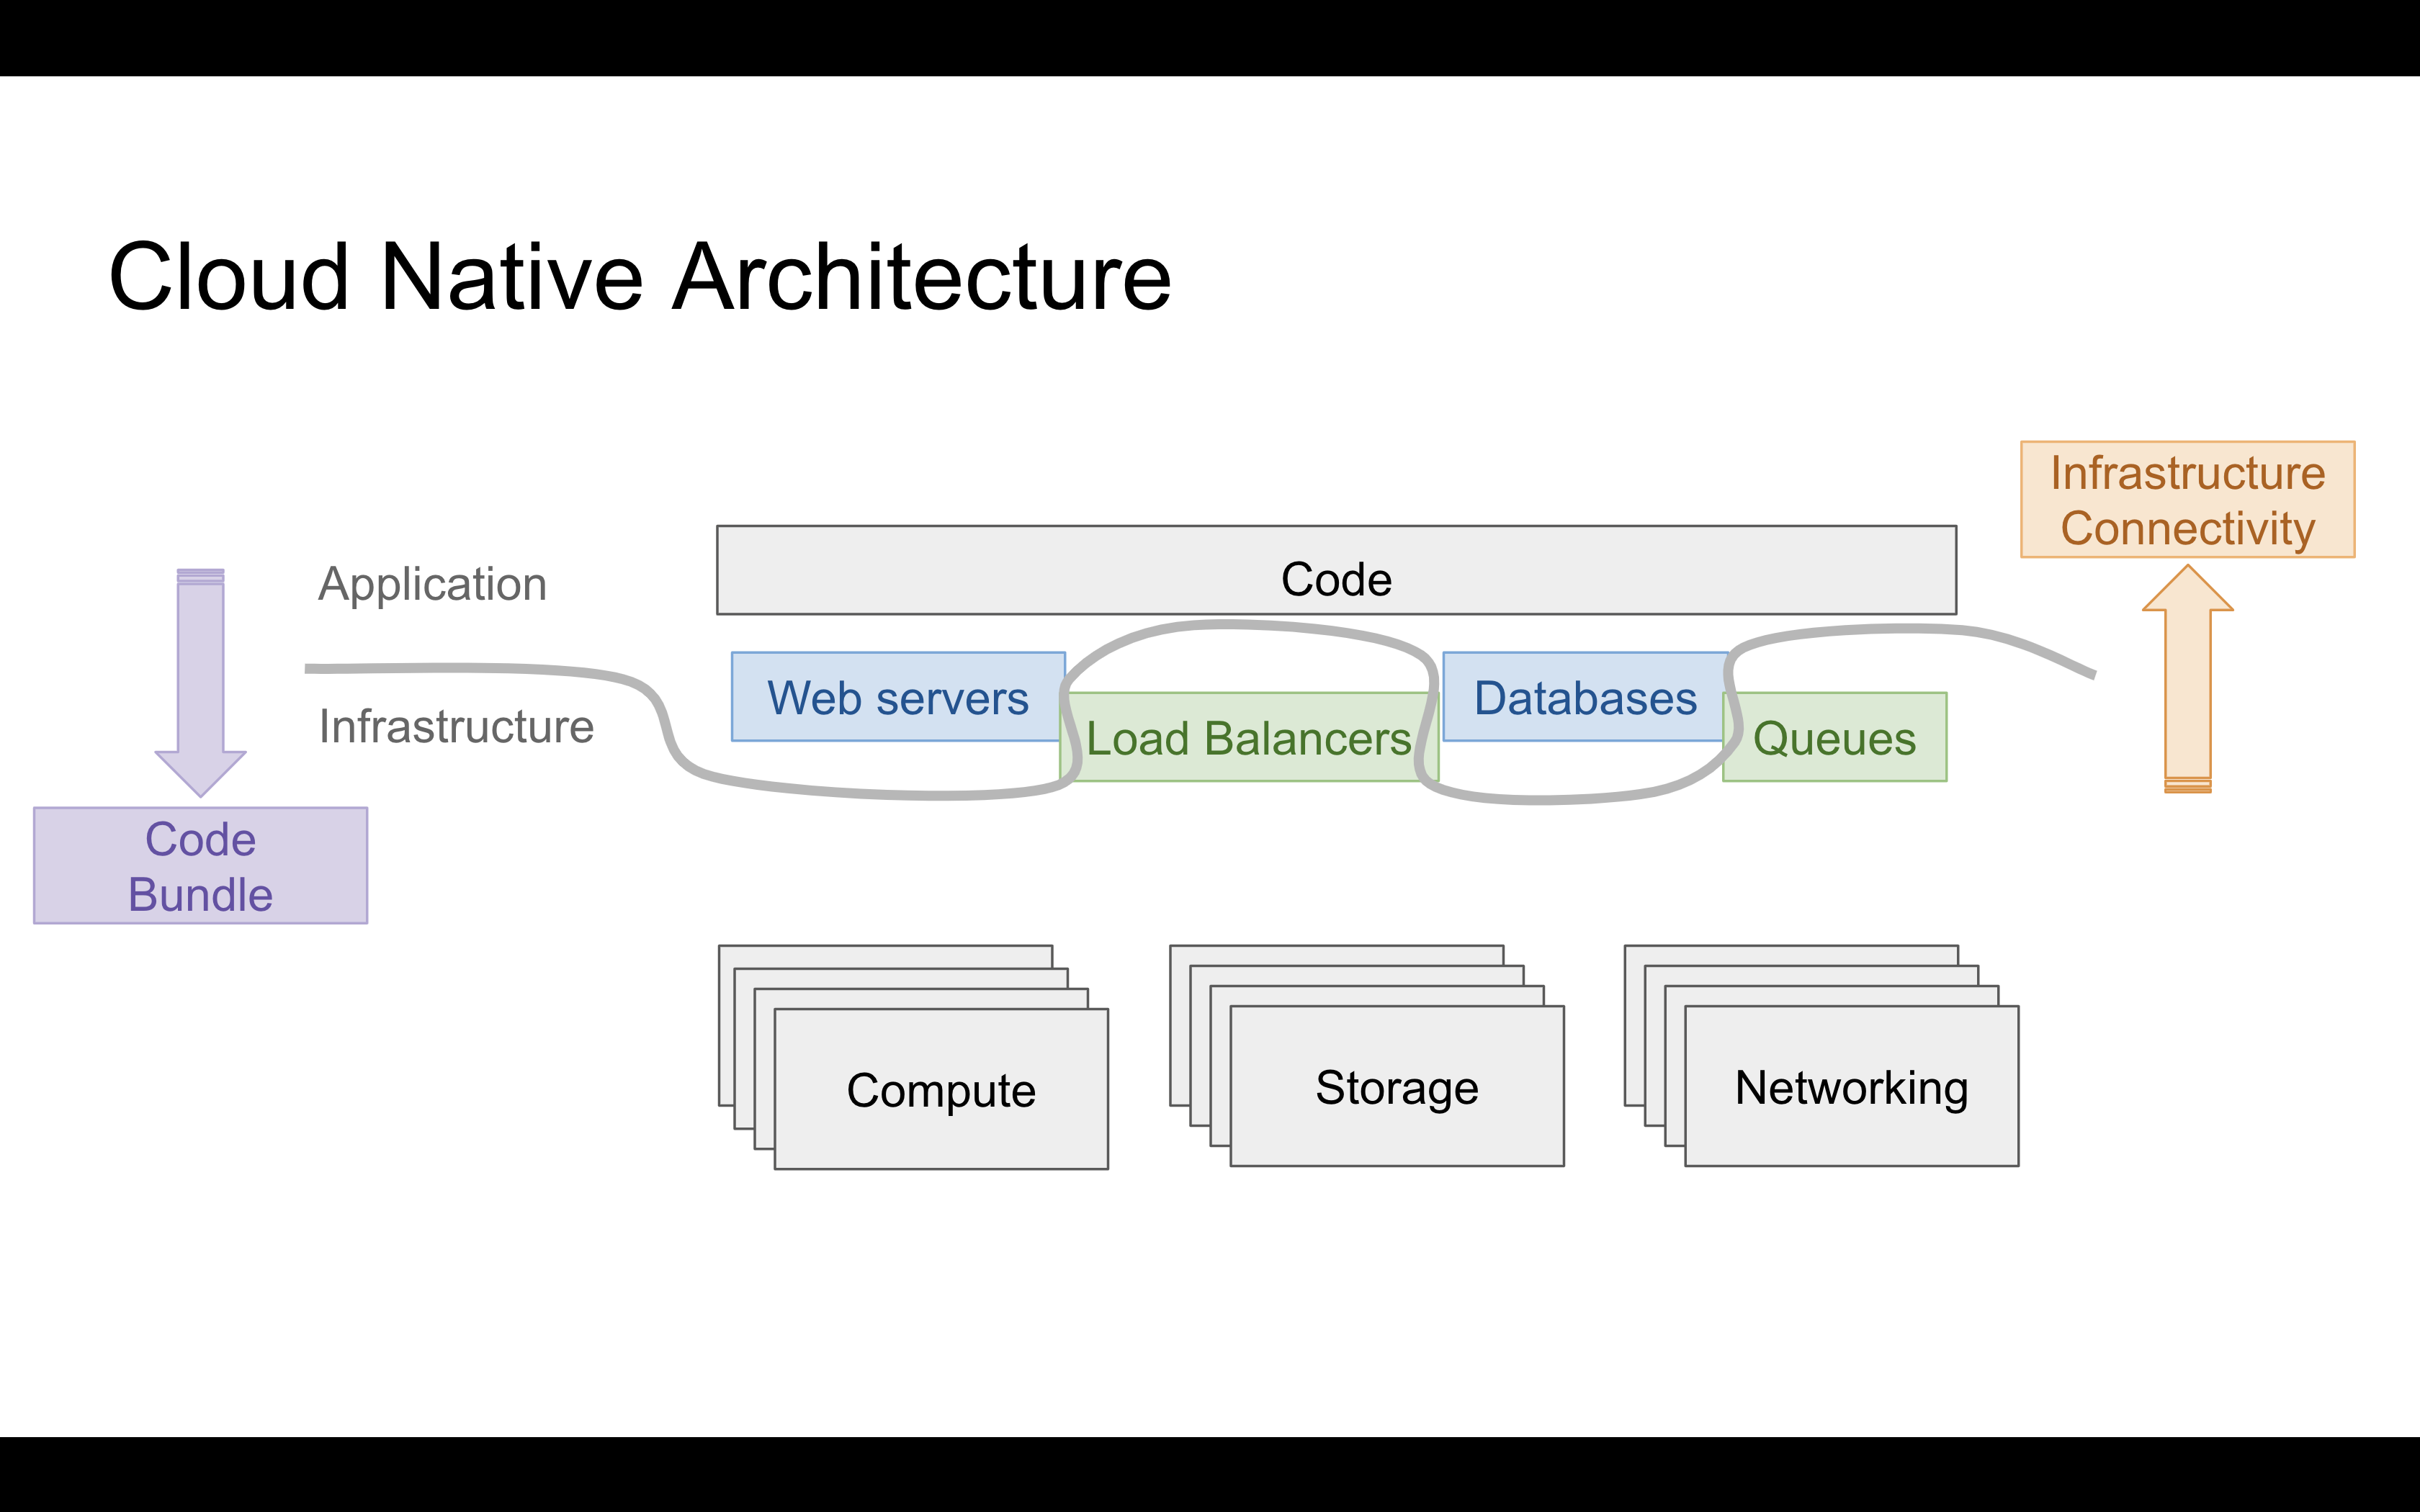 Cloud Native Architecture
Infrastructure
Connectivity
Application
Code
Infrastructure
Web servers
Load Balancers
Databases
Queues
Code
Bundle
Compute
Storage
Networking